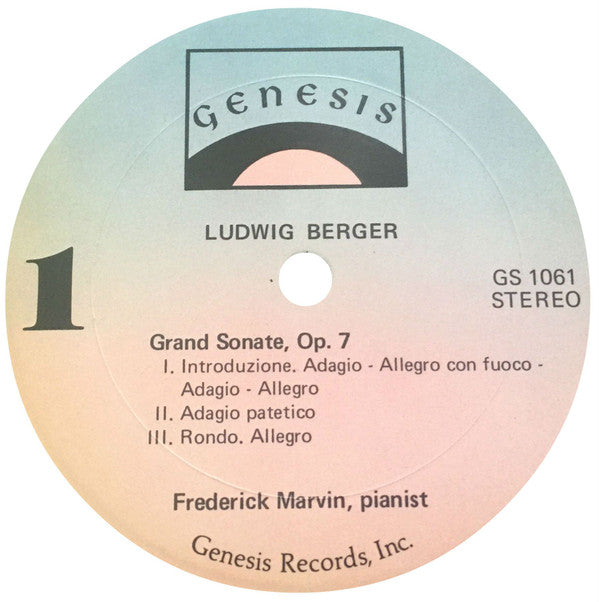 GENESIS
LUDWIG BERGER
1
GS 1061
STEREO
Grand Sonate, Op. 7
I. Introduzione. Adagio - Allegro con fuoco -
Adagio - Allegro
II. Adagio patetico
III. Rondo. Allegro
Frederick Marvin, pianist
Genesis Records, Inc.